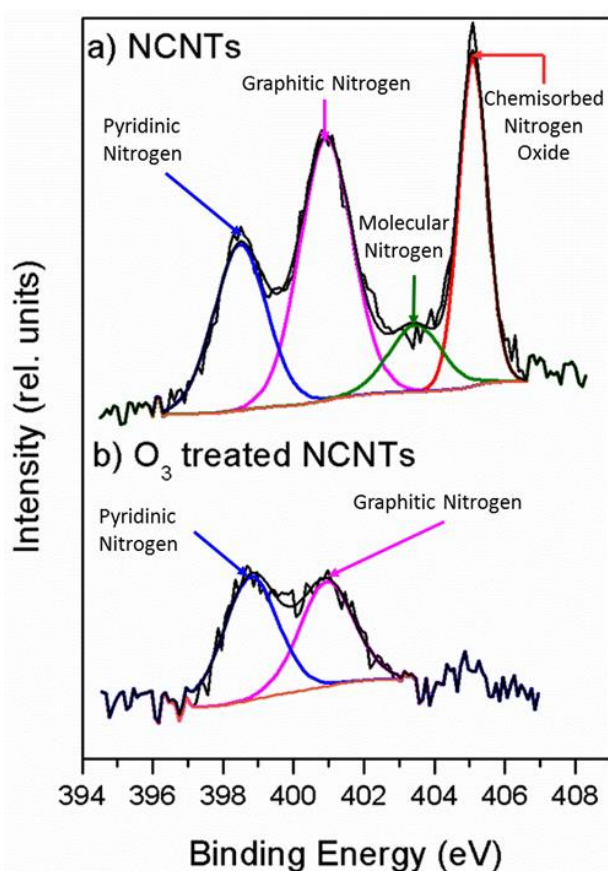 a) NCNTs
Graphitic Nitrogen
Pyridinic
Nitrogen
Molecular
Nitrogen
Chemisorbed
Nitrogen
Oxide
b) O₃ treated NCNTs
Pyridinic
Nitrogen
Graphitic Nitrogen
Intensity (rel. units)
394 396 398 400 402 404 406 408
Binding Energy (eV)